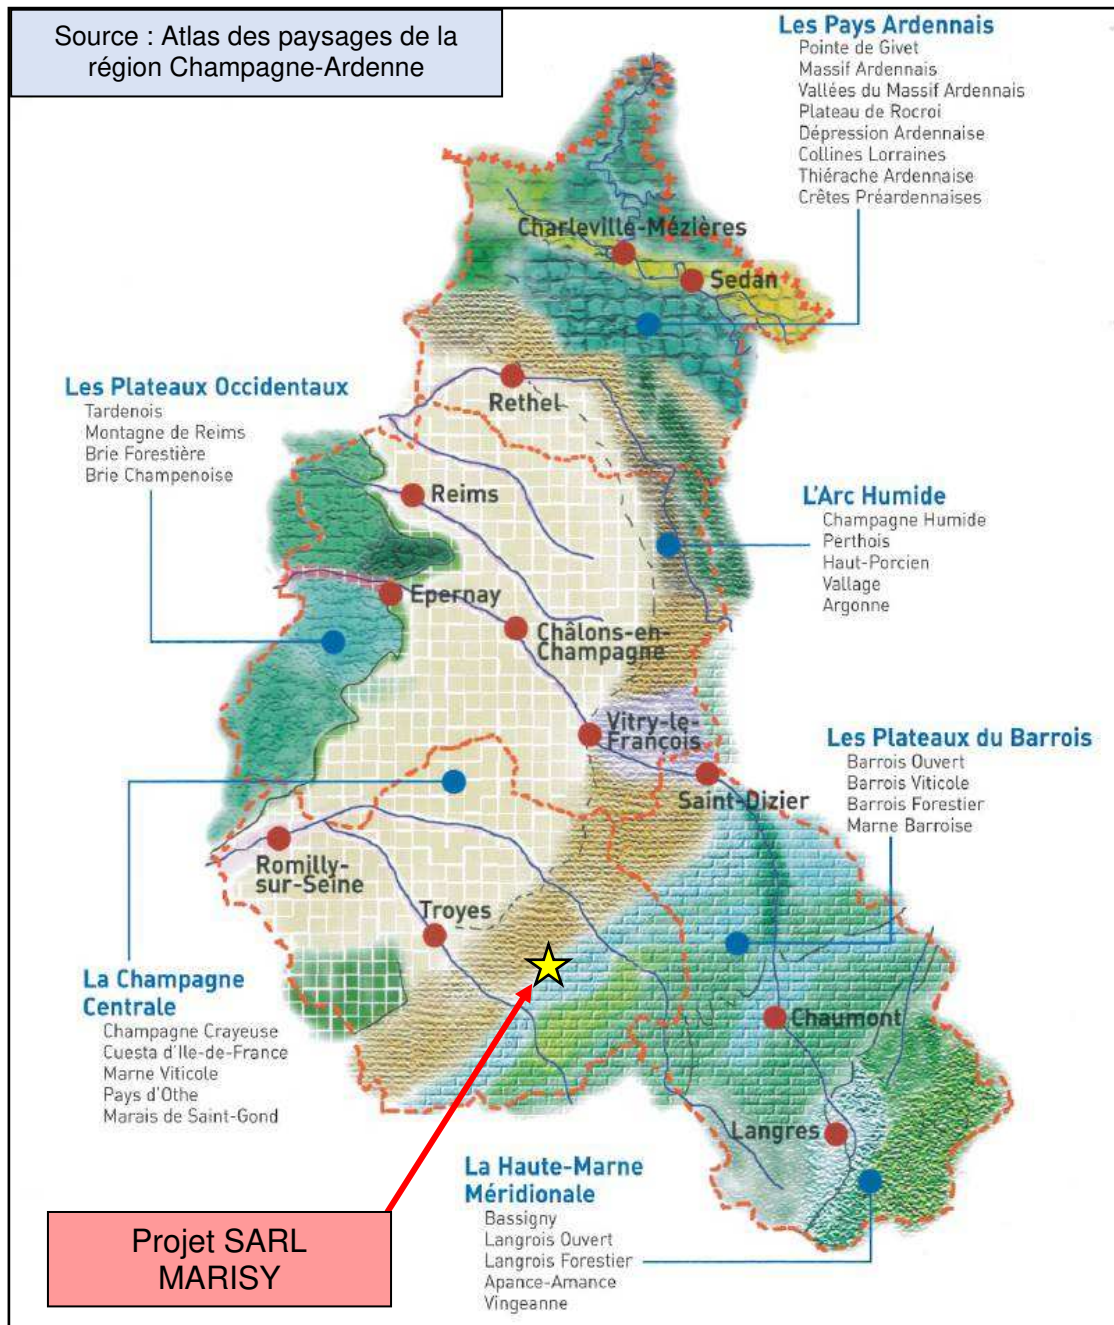 Source : Atlas des paysages de la
région Champagne-Ardenne
Les Pays Ardennais
Pointe de Givet
Massif Ardennais
Vallées du Massif Ardennais
Plateau de Rocroi
Dépression Ardennaise
Collines Lorraines
Thiérache Ardennaise
Crêtes Préardennaises
Charleville-Mézières
Sedan
Les Plateaux Occidentaux
Tardenois
Montagne de Reims
Brie Forestière
Brie Champenoise
Rethel
Reims
L'Arc Humide
Champagne Humide
Perthois
Haut-Porcien
Vallage
Argonne
Epernay
Châlons-en-
Champagne
Vitry-le-
François
Les Plateaux du Barrois
Barrois Ouvert
Barrois Viticole
Barrois Forestier
Marne Barroise
Saint-Dizier
Romilly-
sur-Seine
Troyes
La Champagne
Centrale
Champagne Crayeuse
Cuesta d'Ile-de-France
Marne Viticole
Pays d'Othe
Marais de Saint-Gond
Chaumont
Langres
La Haute-Marne
Méridionale
Bassigny
Langrois Ouvert
Langrois Forestier
Apance-Amance
Vingeanne
Projet SARL
MARISY